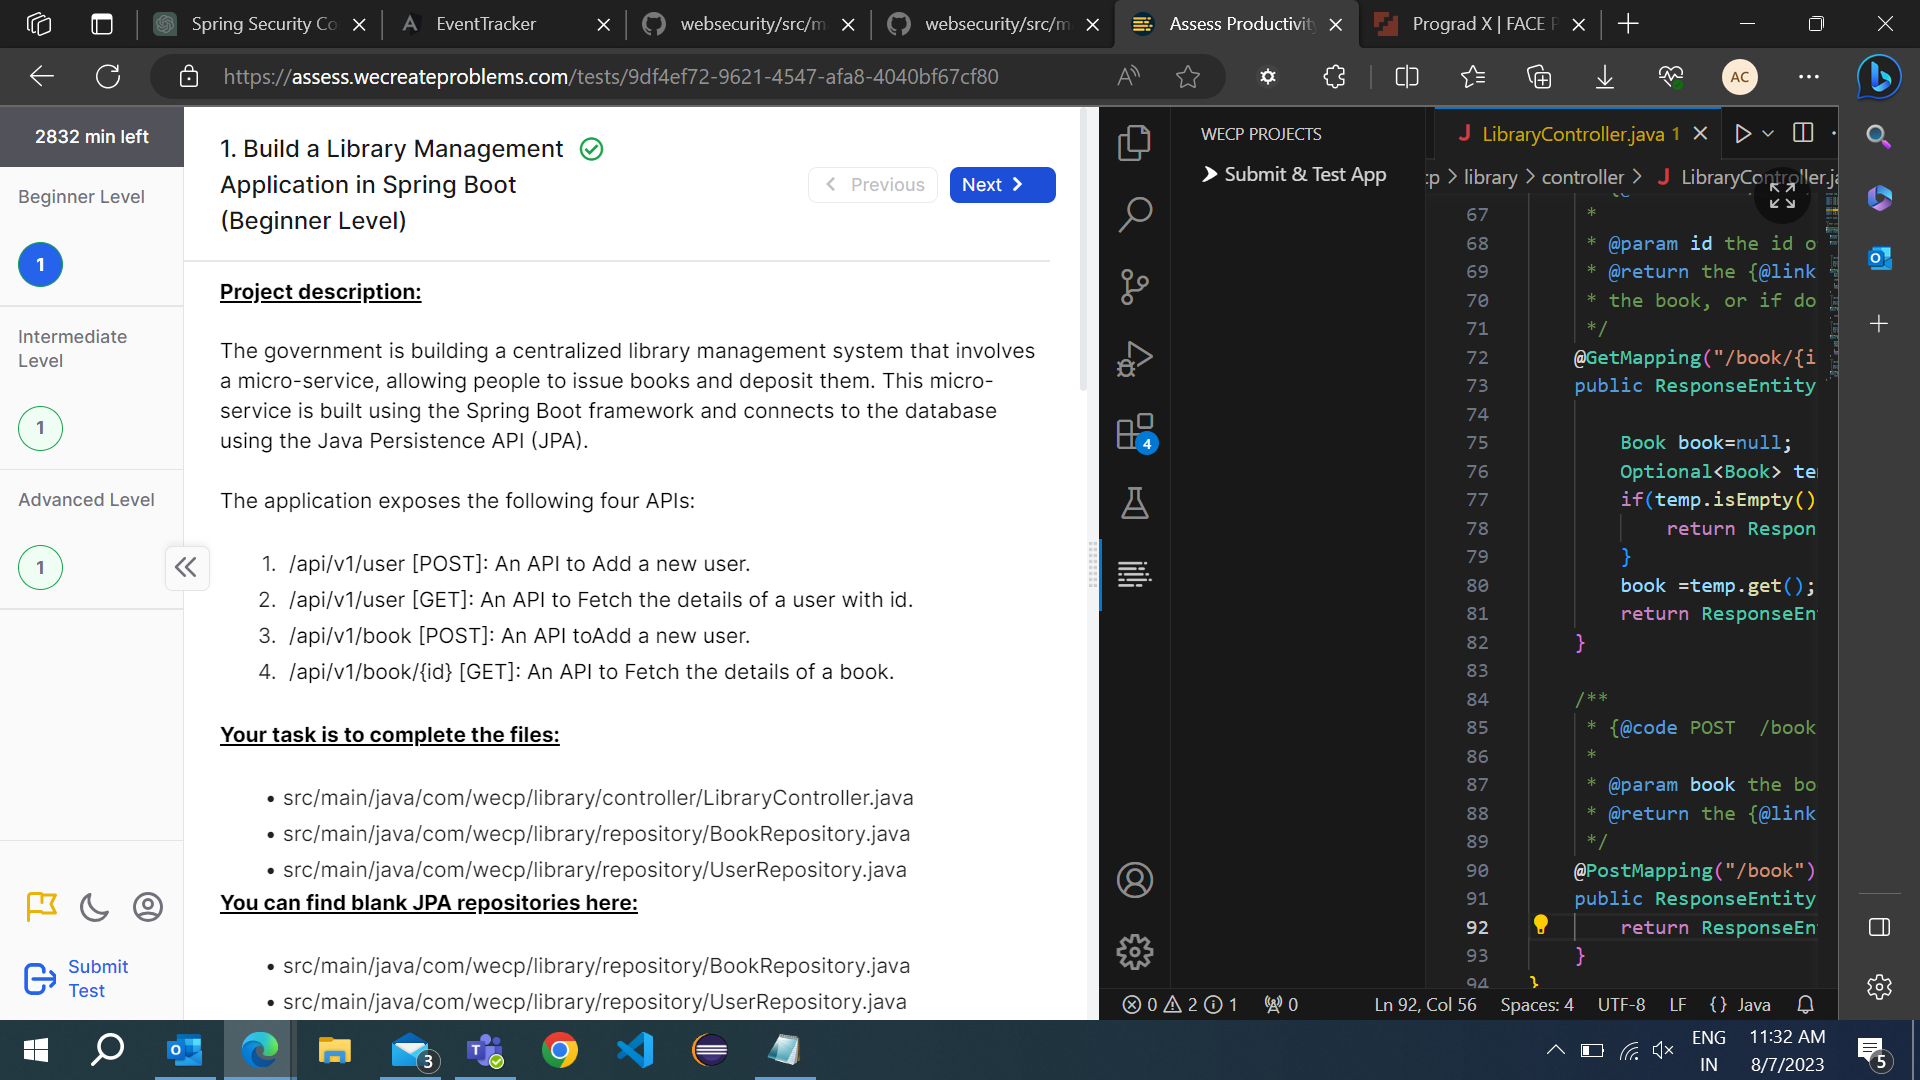 Spring Security Co
EventTracker
websecurity/src/m
websecurity/src/m
Assess Productivity
Prograd X | FACE P
https://assess.wecreateproblems.com/tests/9df4ef72-9621-4547-afa8-4040bf67cf80
AC
2832 min left
Beginner Level
1
Intermediate
Level
1
Advanced Level
1
Submit
Test
1. Build a Library Management
Application in Spring Boot
(Beginner Level)
Previous
Next
Project description:
The government is building a centralized library management system that involves
a micro-service, allowing people to issue books and deposit them. This micro-
service is built using the Spring Boot framework and connects to the database
using the Java Persistence API (JPA).
The application exposes the following four APIs:
1. /api/v1/user [POST]: An API to Add a new user.
2. /api/v1/user [GET]: An API to Fetch the details of a user with id.
3. /api/v1/book [POST]: An API toAdd a new user.
4. /api/v1/book/{id} [GET]: An API to Fetch the details of a book.
Your task is to complete the files:
• src/main/java/com/wecp/library/controller/LibraryController.java
• src/main/java/com/wecp/library/repository/BookRepository.java
• src/main/java/com/wecp/library/repository/UserRepository.java
You can find blank JPA repositories here:
• src/main/java/com/wecp/library/repository/BookRepository.java
• src/main/java/com/wecp/library/repository/UserRepository.java
4
WECP PROJECTS
Submit & Test App
J LibraryController.java 1
cp > library > controller > J LibraryController.ja
67 *
68 * @param id the id o
69 * @return the {@link
70 * the book, or if do
71 */
72 @GetMapping("/book/{i
73 public ResponseEntity
74
75 Book book=null;
76 Optional<Book> te
77 if(temp.isEmpty()
78 return Respon
79 }
80 book =temp.get();
81 return ResponseEn
82 }
83
84 /**
85 * {@code POST /book
86 *
87 * @param book the bo
88 * @return the {@link
89 */
90 @PostMapping("/book")
91 public ResponseEntity
92 return ResponseEn
93 }
94 }
0 2 1 0 Ln 92, Col 56 Spaces: 4 UTF-8 LF {} Java
3
ENG
IN
11:32 AM
8/7/2023
5